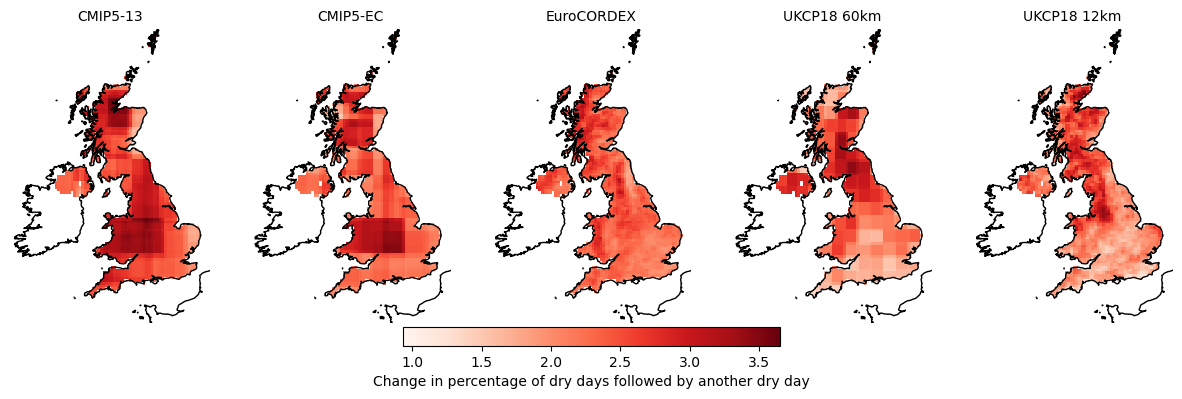 CMIP5-13 CMIP5-EC EuroCORDEX UKCP18 60km UKCP18 12km
1.0 1.5 2.0 2.5 3.0 3.5
Change in percentage of dry days followed by another dry day